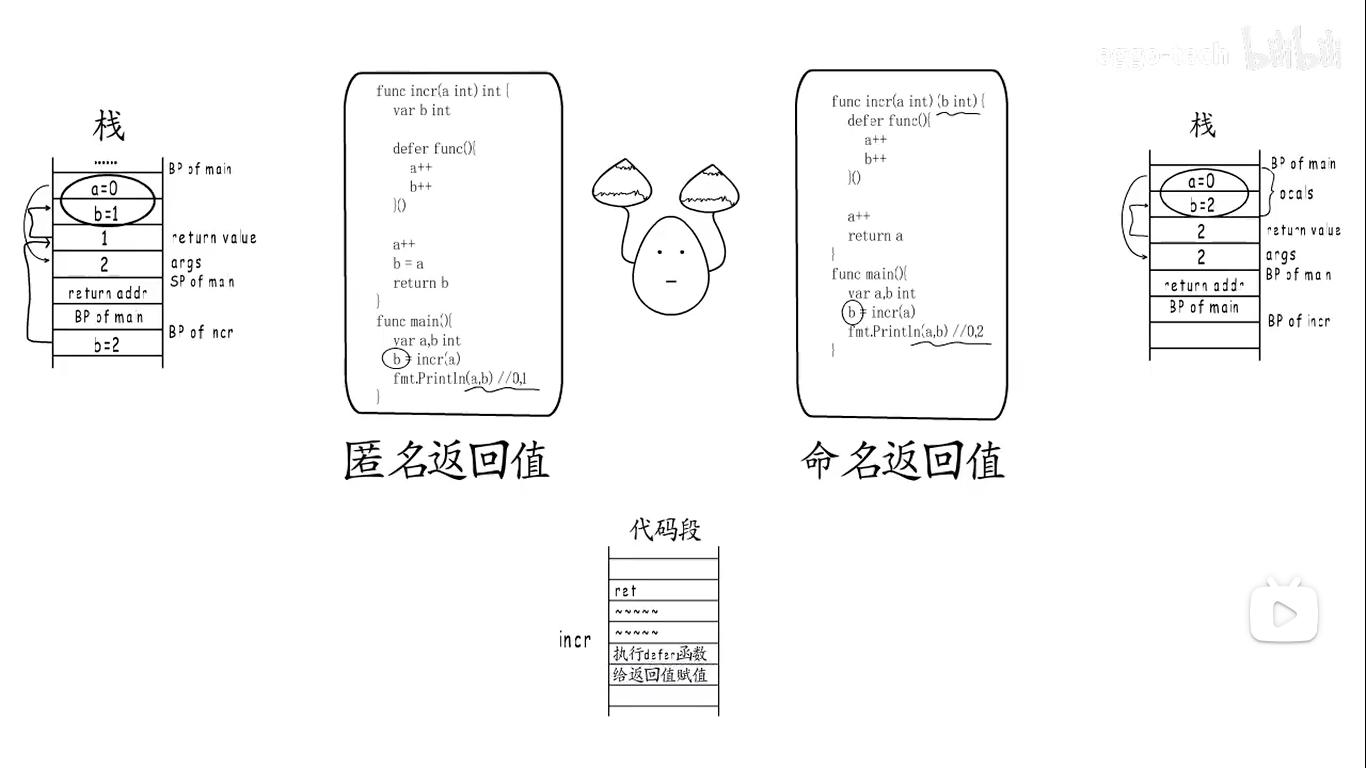 eggo-tech bilibili
栈
......
BP of main
a=0
b=1
1
return value
2
args
SP of man
return addr
BP of man
BP of ncr
b=2
func incr(a int) int {
var b int
defer func(){
a++
b++
}()
a++
b = a
return b
}
func main(){
var a,b int
b = incr(a)
fmt.Println(a,b) //0,1
}
匿名返回值
func incr(a int) (b int) {
defer func(){
a++
b++
}()
a++
return a
}
func main(){
var a,b int
b = incr(a)
fmt.Println(a,b) //0,2
}
命名返回值
栈
BP of main
a=0
ocals
b=2
2
return value
2
args
BP of man
return addr
BP of main
BP of incr
代码段
ret
~~~~~
~~~~~
incr
执行defer函数
给返回值赋值